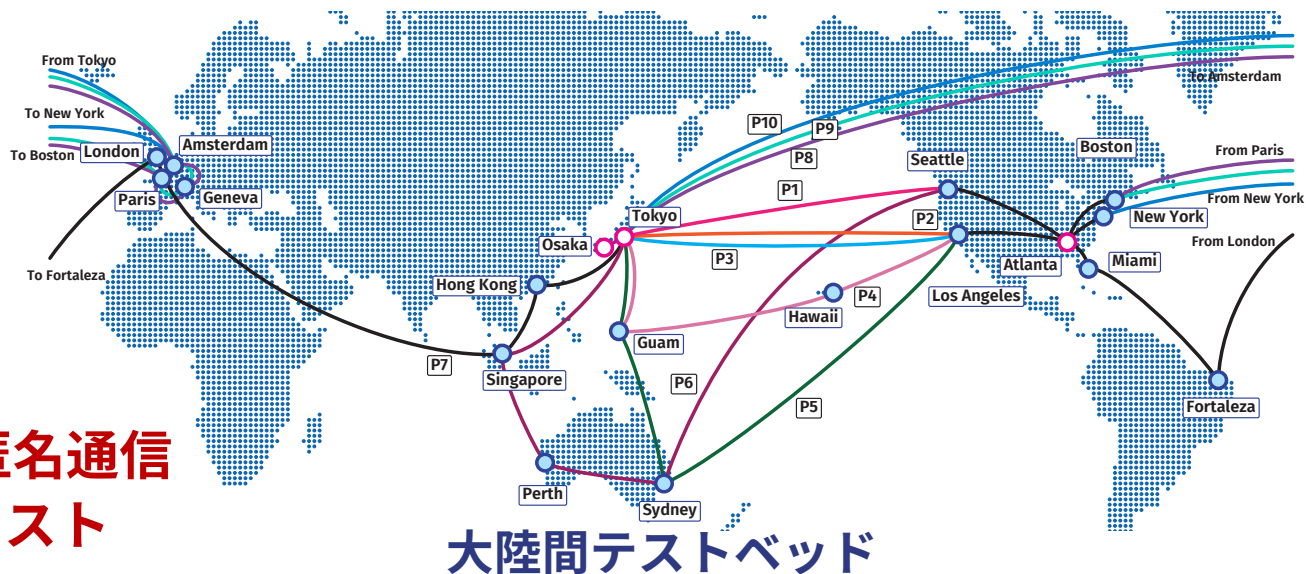 From Tokyo
To New York
To Boston
London
Amsterdam
Paris
Geneva
To Fortaleza
P10
P9
P8
P1
To Amsterdam
Seattle
Boston
From Paris
Tokyo
Osaka
P2
P3
New York
From New York
Atlanta
Miami
From London
Hong Kong
Hawaii
P4
Los Angeles
Guam
P7
Singapore
P6
P5
Fortaleza
Perth
Sydney
匿名通信
スト
大陸間テストベッド